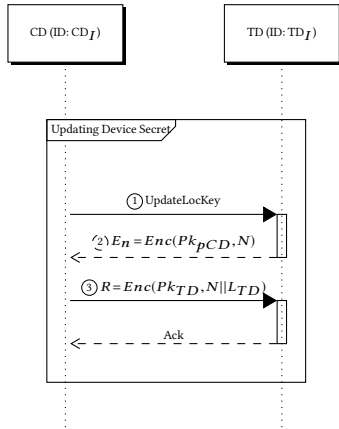 CD (ID: CD_I)
TD (ID: TD_I)
Updating Device Secret
① UpdateLocKey
② E_n = Enc(Pk_pCD, N)
③ R = Enc(Pk_TD, N||L_TD)
Ack